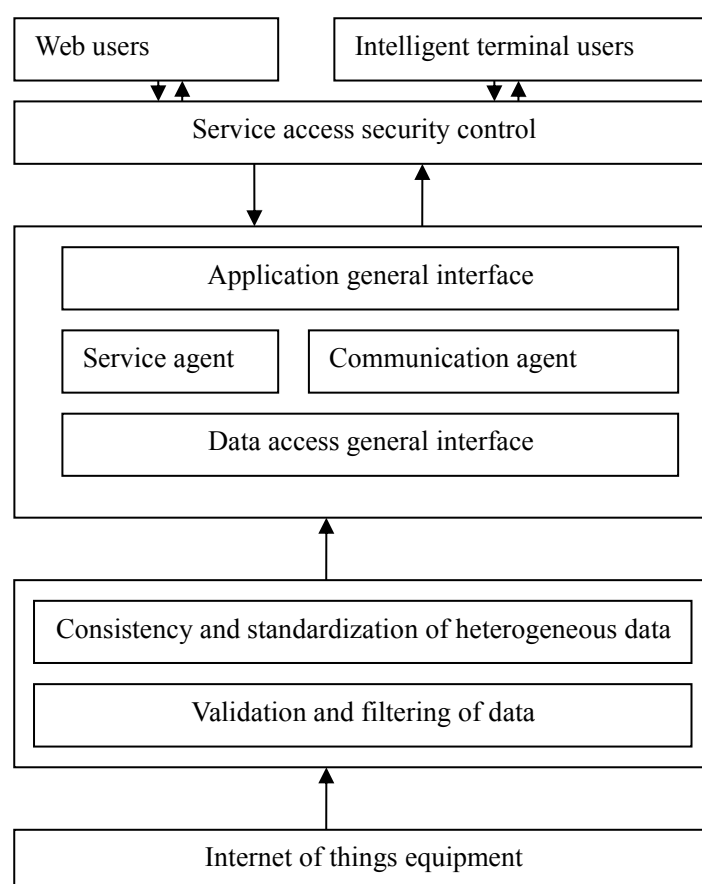 Web users
Intelligent terminal users
Service access security control
Application general interface
Service agent
Communication agent
Data access general interface
Consistency and standardization of heterogeneous data
Validation and filtering of data
Internet of things equipment